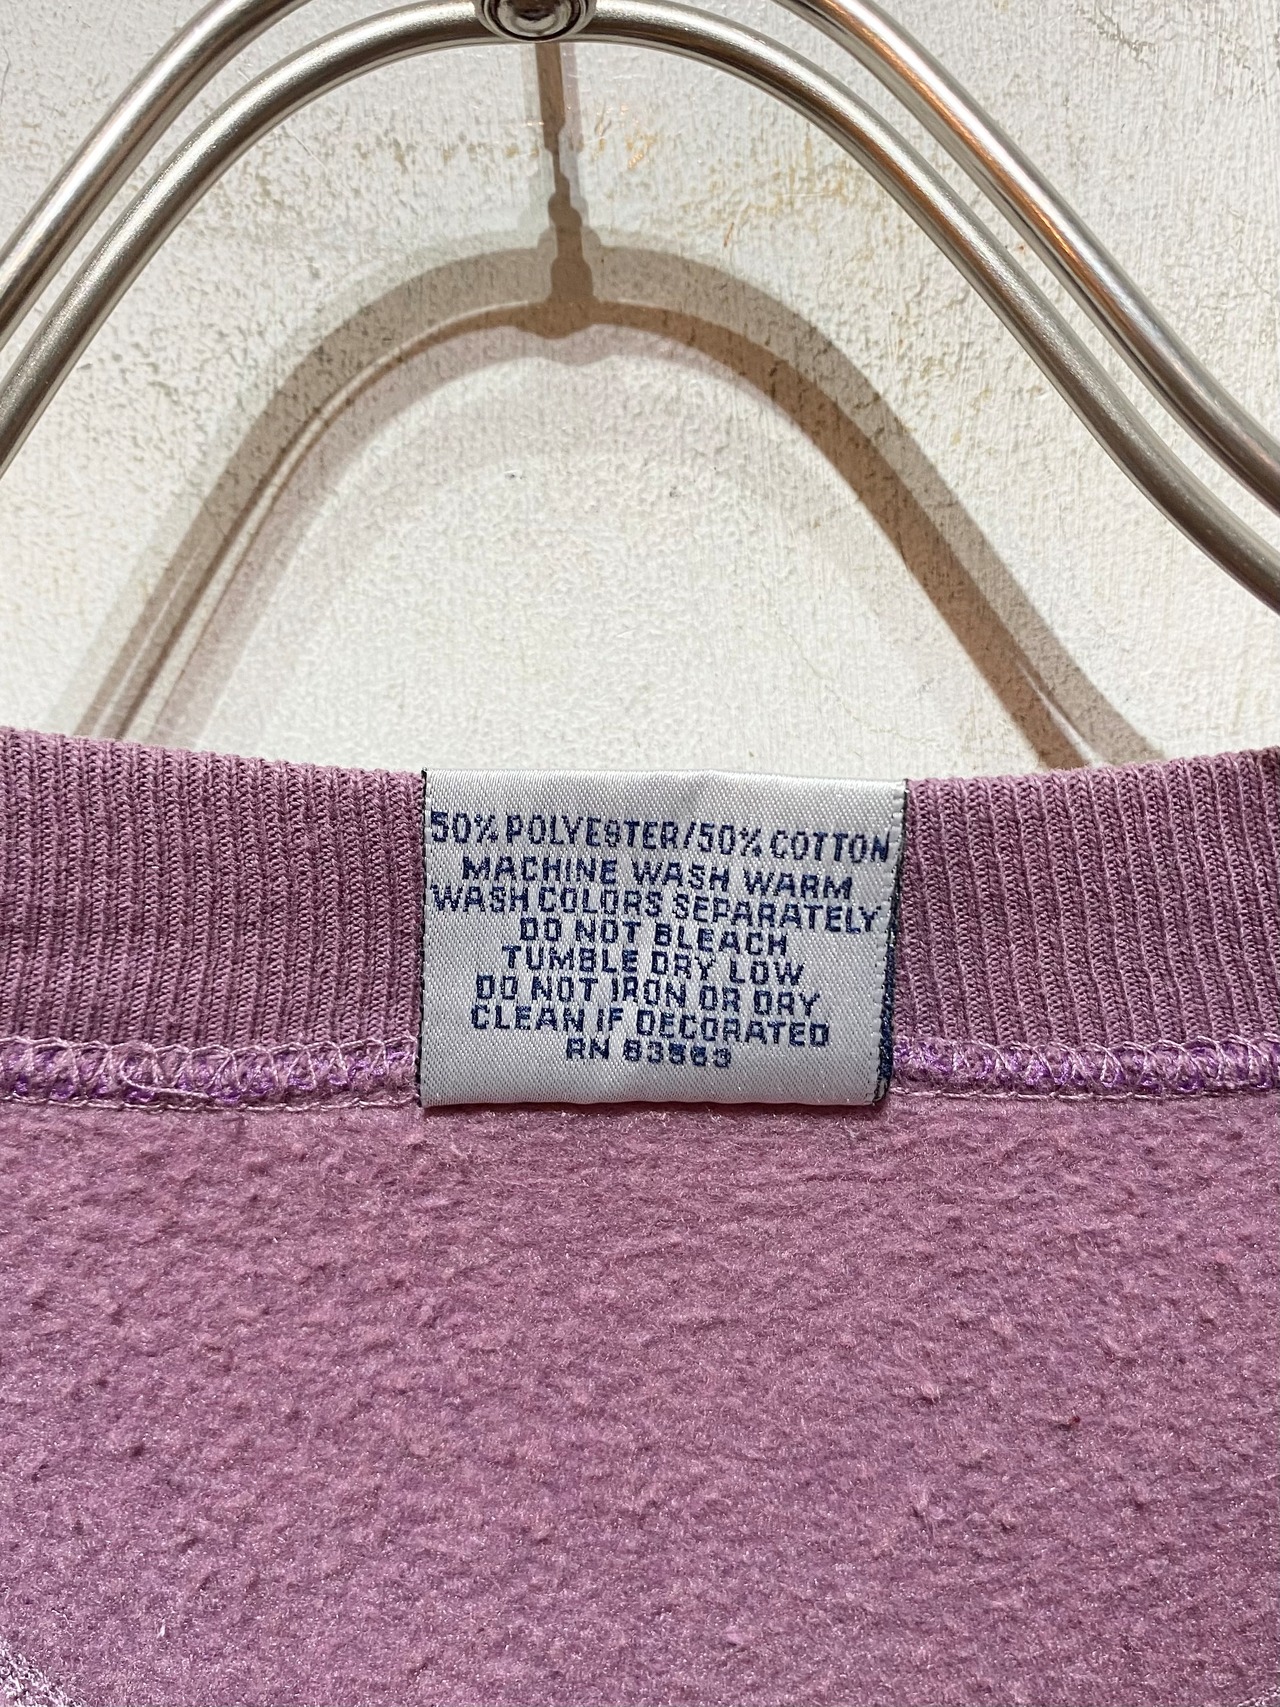 50% POLYESTER/50% COTTON
MACHINE WASH WARM
WASH COLORS SEPARATELY
DO NOT BLEACH
TUMBLE DRY LOW
DO NOT IRON OR DRY
CLEAN IF DECORATED
RN